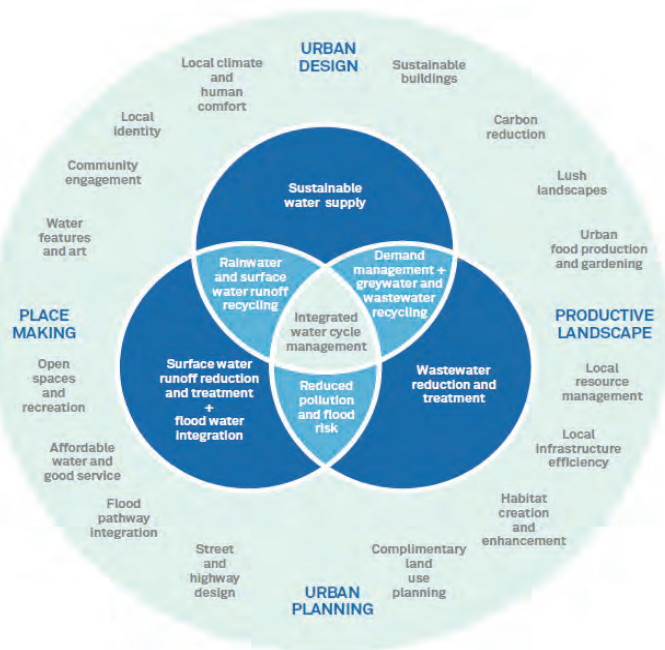 URBAN
DESIGN
Local climate
and
human
comfort
Sustainable
buildings
Local
identity
Carbon
reduction
Community
engagement
Lush
landscapes
Water
features
and art
Urban
food production
and gardening
PLACE
MAKING
PRODUCTIVE
LANDSCAPE
Open
spaces
and
recreation
Local
resource
management
Affordable
water and
good service
Local
infrastructure
efficiency
Flood
pathway
integration
Habitat
creation
and
enhancement
Street
and
highway
design
URBAN
PLANNING
Complimentary
land
use
planning
Sustainable
water supply
Rainwater
and surface
water runoff
recycling
Demand
management +
greywater and
wastewater
recycling
Integrated
water cycle
management
Surface water
runoff reduction
and treatment
+
flood water
integration
Reduced
pollution
and flood
risk
Wastewater
reduction and
treatment